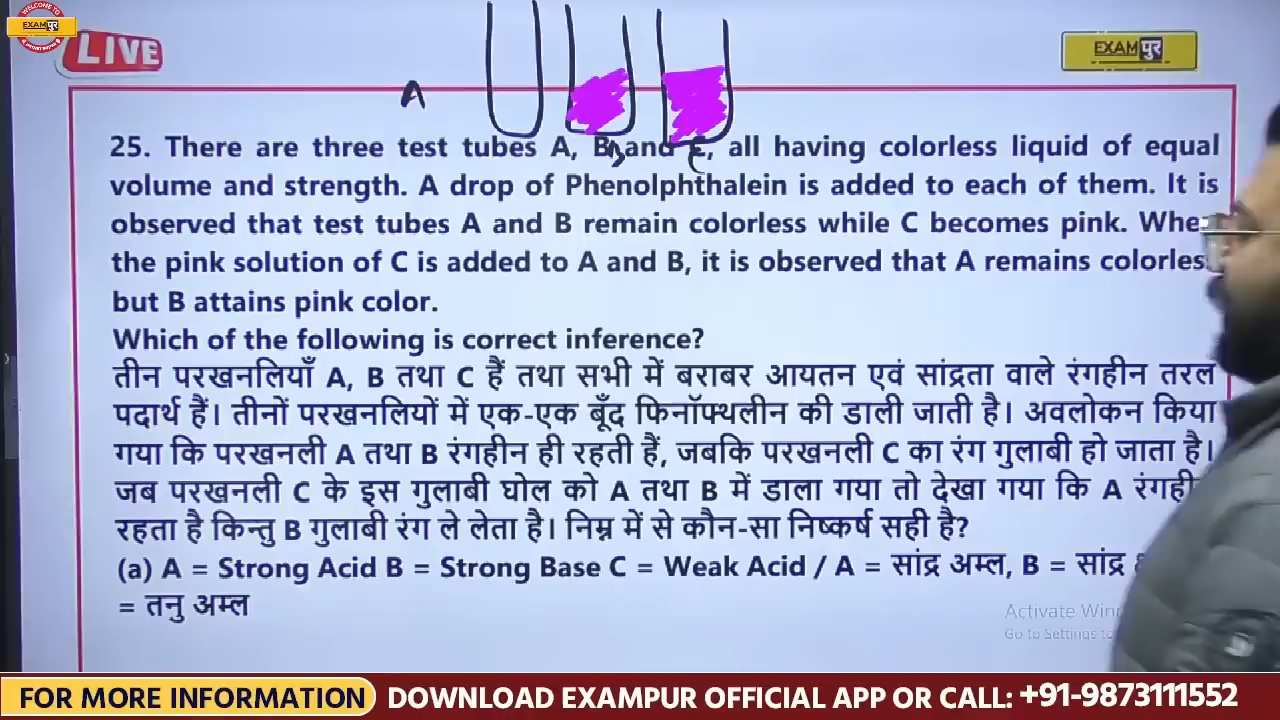 WELCOME TO
EXAMपुर
LIVE
EXAMपुर
A
25. There are three test tubes A, B and C, all having colorless liquid of equal
B C
volume and strength. A drop of Phenolphthalein is added to each of them. It is
observed that test tubes A and B remain colorless while C becomes pink. Whe
the pink solution of C is added to A and B, it is observed that A remains colorles
but B attains pink color.
Which of the following is correct inference?
तीन परखनलियाँ A, B तथा C हैं तथा सभी में बराबर आयतन एवं सांद्रता वाले रंगहीन तरल
पदार्थ हैं। तीनों परखनलियों में एक-एक बूँद फिनॉफ्थलीन की डाली जाती है। अवलोकन किया
गया कि परखनली A तथा B रंगहीन ही रहती हैं, जबकि परखनली C का रंग गुलाबी हो जाता है।
जब परखनली C के इस गुलाबी घोल को A तथा B में डाला गया तो देखा गया कि A रंगही
रहता है किन्तु B गुलाबी रंग ले लेता है। निम्न में से कौन-सा निष्कर्ष सही है?
(a) A = Strong Acid B = Strong Base C = Weak Acid / A = सांद्र अम्ल, B = सांद्र
= तनु अम्ल
Activate Win
Go to Settings to
FOR MORE INFORMATION DOWNLOAD EXAMPUR OFFICIAL APP OR CALL: +91-9873111552